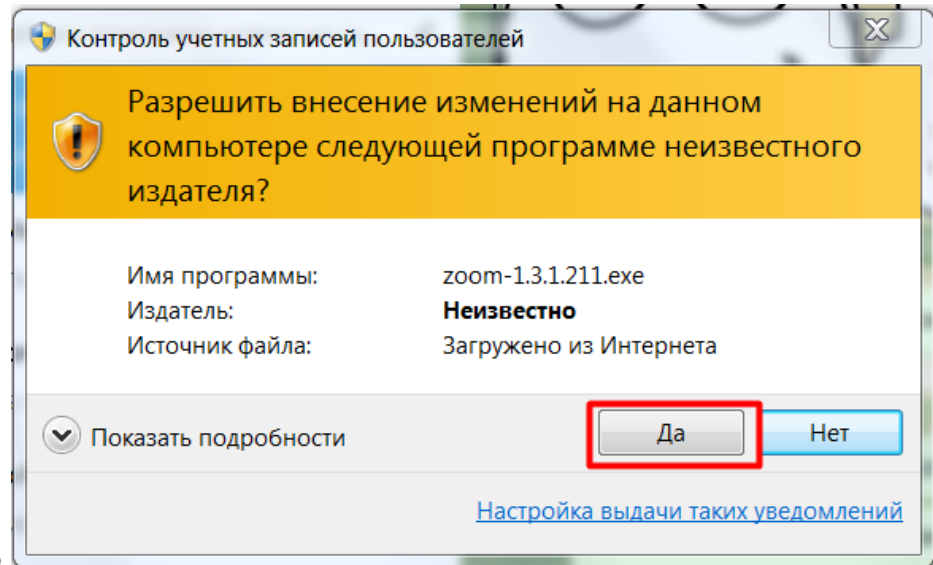 Контроль учетных записей пользователей
Разрешить внесение изменений на данном
компьютере следующей программе неизвестного
издателя?
Имя программы: zoom-1.3.1.211.exe
Издатель: Неизвестно
Источник файла: Загружено из Интернета
Показать подробности Да Нет
Настройка выдачи таких уведомлений